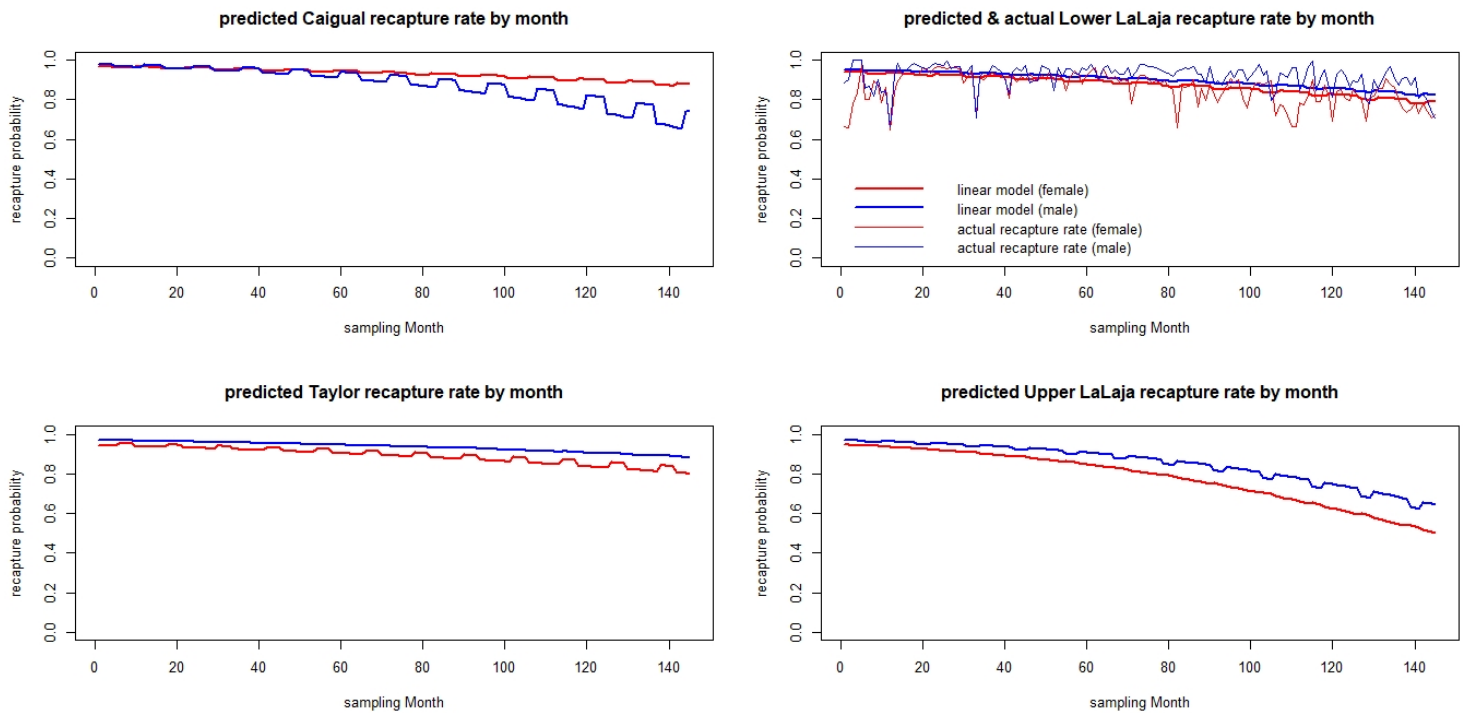 predicted Caigual recapture rate by month
recapture probability
0.0 0.2 0.4 0.6 0.8 1.0
0 20 40 60 80 100 120 140
sampling Month
predicted & actual Lower LaLaja recapture rate by month
recapture probability
0.0 0.2 0.4 0.6 0.8 1.0
linear model (female)
linear model (male)
actual recapture rate (female)
actual recapture rate (male)
0 20 40 60 80 100 120 140
sampling Month
predicted Taylor recapture rate by month
recapture probability
0.0 0.2 0.4 0.6 0.8 1.0
0 20 40 60 80 100 120 140
sampling Month
predicted Upper LaLaja recapture rate by month
recapture probability
0.0 0.2 0.4 0.6 0.8 1.0
0 20 40 60 80 100 120 140
sampling Month